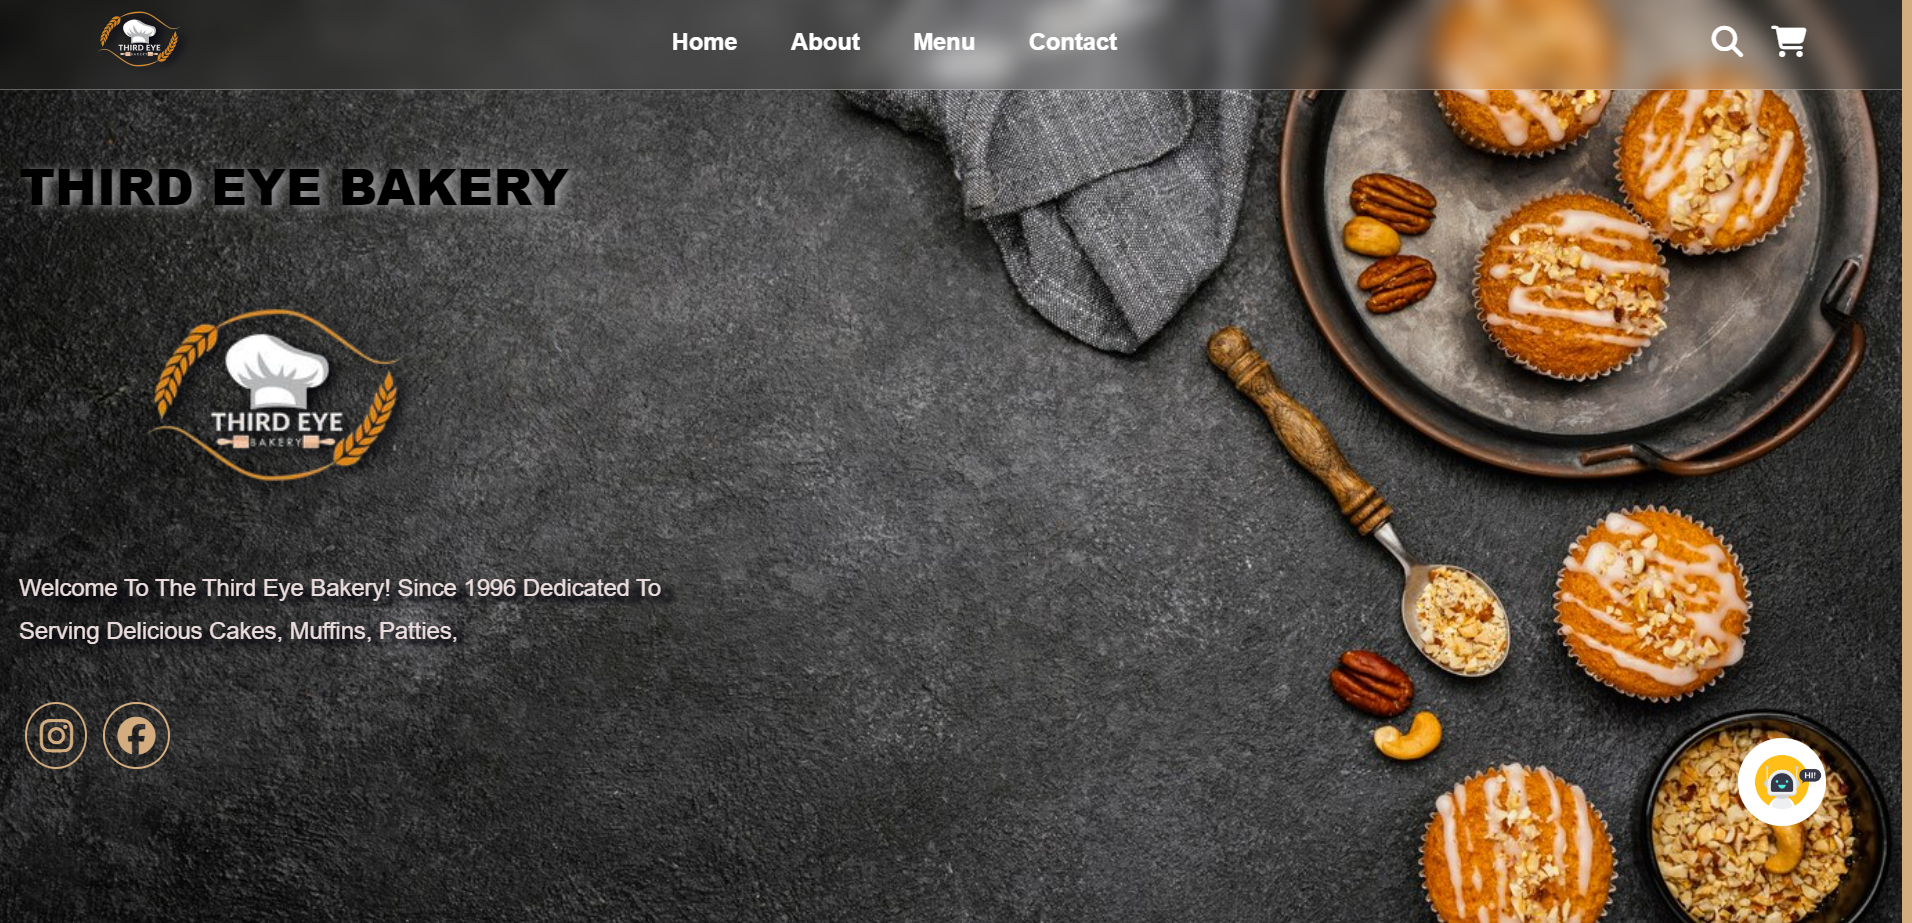 THIRD EYE
BAKERY
Home About Menu Contact
THIRD EYE BAKERY
THIRD EYE
BAKERY
Welcome To The Third Eye Bakery! Since 1996 Dedicated To
Serving Delicious Cakes, Muffins, Patties,
HI!